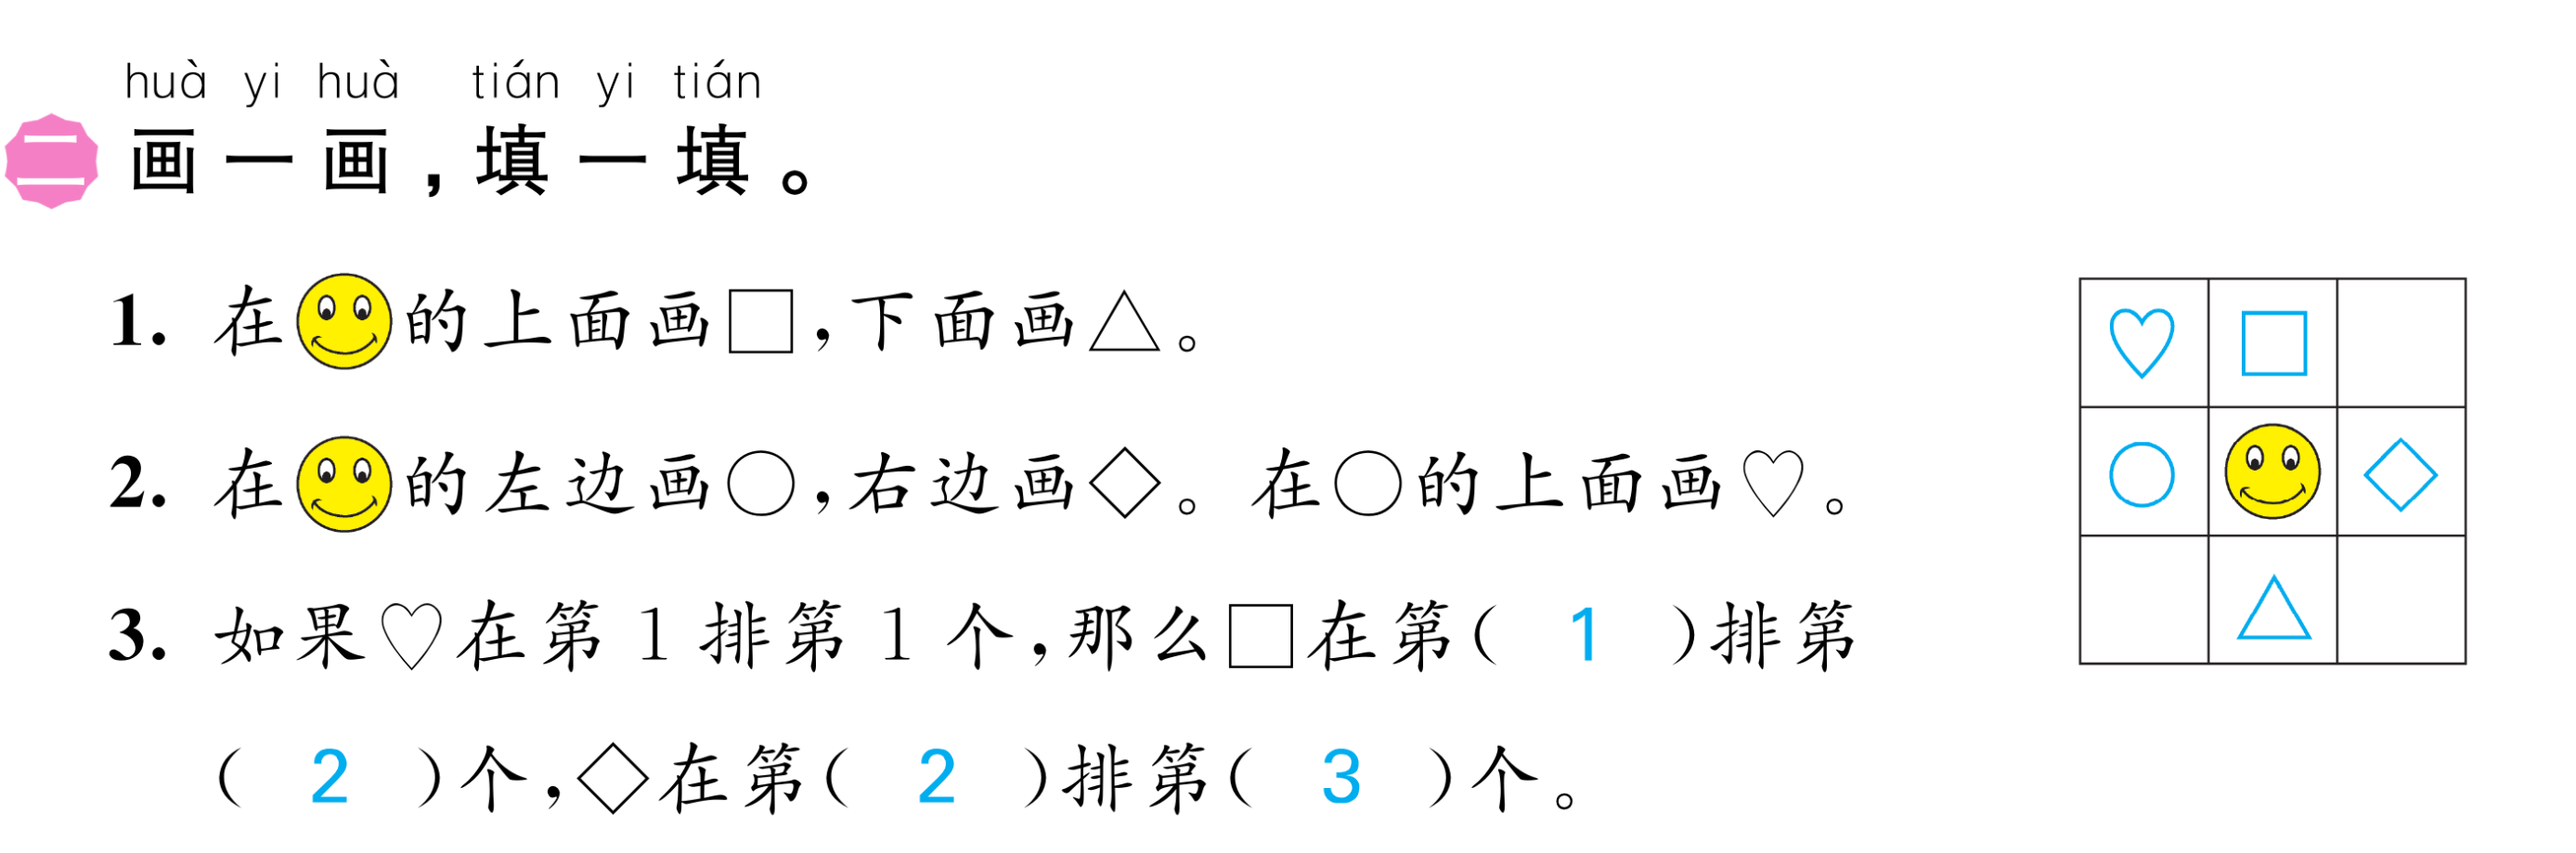 huà yi huà tián yi tián
二 画一画,填一填。
1. 在的上面画□,下面画△。
2. 在的左边画○,右边画◇。在○的上面画♡。
3. 如果♡在第1排第1个,那么□在第( 1 )排第
( 2 )个,◇在第( 2 )排第( 3 )个。